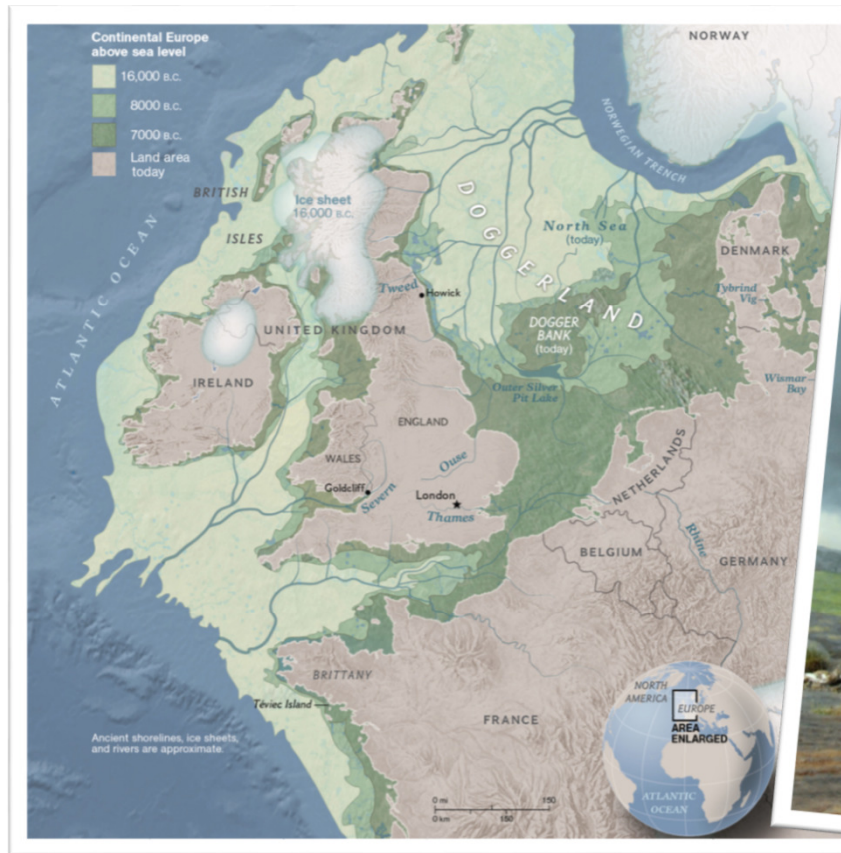 Continental Europe
above sea level
16,000 B.C.
8000 B.C.
7000 B.C.
Land area
today
NORWAY
NORWEGIAN TRENCH
BRITISH
ISLES
Ice sheet
16,000 B.C.
ATLANTIC OCEAN
DOGGERLAND
North Sea
(today)
DENMARK
Tybrind
Vig
Tweed
Howick
DOGGER
BANK
(today)
UNITED KINGDOM
IRELAND
Outer Silver
Pit Lake
Wismar
Bay
ENGLAND
WALES
Ouse
NETHERLANDS
Goldcliff
Severn
London
Thames
BELGIUM
Rhine
GERMANY
BRITTANY
Téviec Island
FRANCE
NORTH
AMERICA
EUROPE
AREA
ENLARGED
ATLANTIC
OCEAN
Ancient shorelines, ice sheets,
and rivers are approximate.
0 mi 150
0 km 150